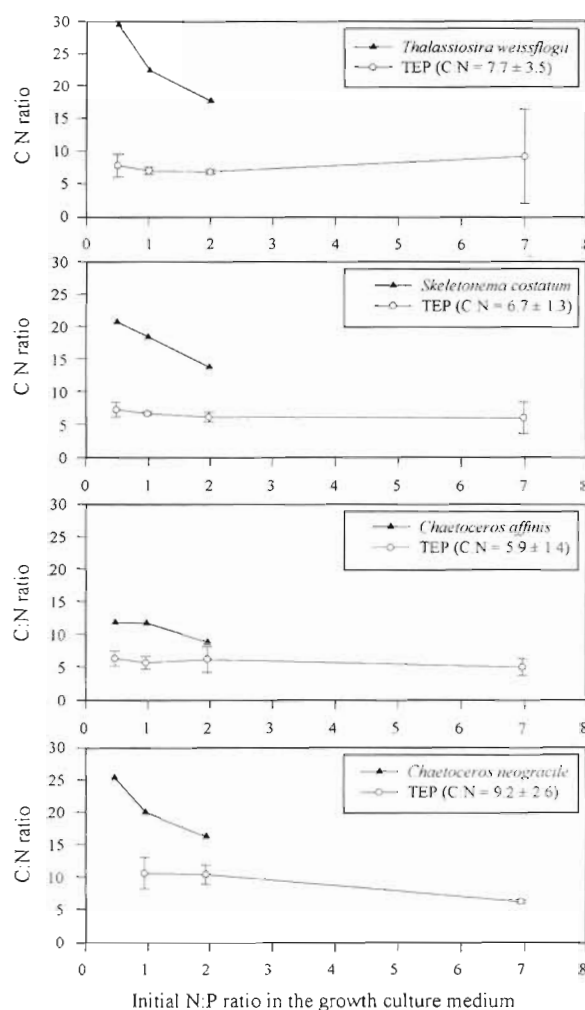 30
25
20
15
10
5
0
C N ratio
Thalassiosira weissflogii
TEP (C N = 7.7 ± 3.5)
0 1 2 3 4 5 6 7 8
30
25
20
15
10
5
0
C N ratio
Skeletonema costatum
TEP (C N = 6.7 ± 1.3)
0 1 2 3 4 5 6 7 8
30
25
20
15
10
5
0
C:N ratio
Chaetoceros affinis
TEP (C N = 5 9 ± 1 4)
0 1 2 3 4 5 6 7 8
30
25
20
15
10
5
0
C:N ratio
Chaetoceros neogracile
TEP (C N = 9.2 ± 2 6)
0 1 2 3 4 5 6 7 8
Initial N:P ratio in the growth culture medium